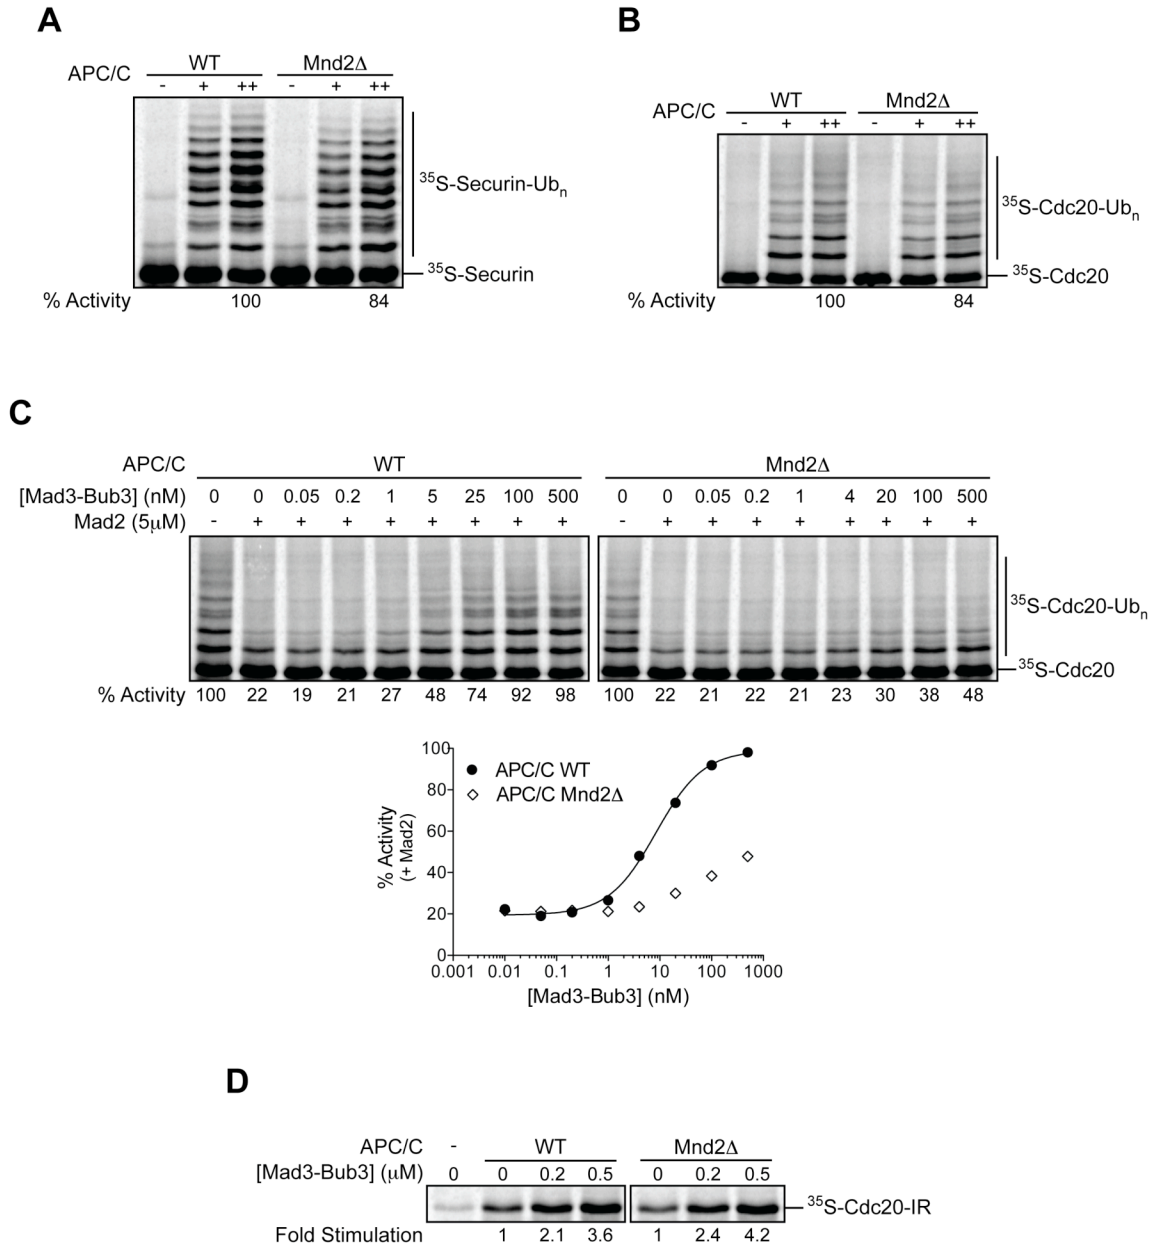 A
WT Mnd2Δ
APC/C - + ++ - + ++
³⁵S-Securin-Ubₙ
³⁵S-Securin
% Activity 100 84
B
WT Mnd2Δ
APC/C - + ++ - + ++
³⁵S-Cdc20-Ubₙ
³⁵S-Cdc20
% Activity 100 84
C
APC/C WT Mnd2Δ
[Mad3-Bub3] (nM) 0 0 0.05 0.2 1 5 25 100 500 0 0 0.05 0.2 1 4 20 100 500
Mad2 (5μM) - + + + + + + + + - + + + + + + + +
³⁵S-Cdc20-Ubₙ
³⁵S-Cdc20
% Activity 100 22 19 21 27 48 74 92 98 100 22 21 22 21 23 30 38 48
% Activity
(+ Mad2)
100
80
60
40
20
0
APC/C WT
APC/C Mnd2Δ
0.001 0.01 0.1 1 10 100 1000
[Mad3-Bub3] (nM)
D
APC/C - WT Mnd2Δ
[Mad3-Bub3] (μM) 0 0 0.2 0.5 0 0.2 0.5
³⁵S-Cdc20-IR
Fold Stimulation 1 2.1 3.6 1 2.4 4.2